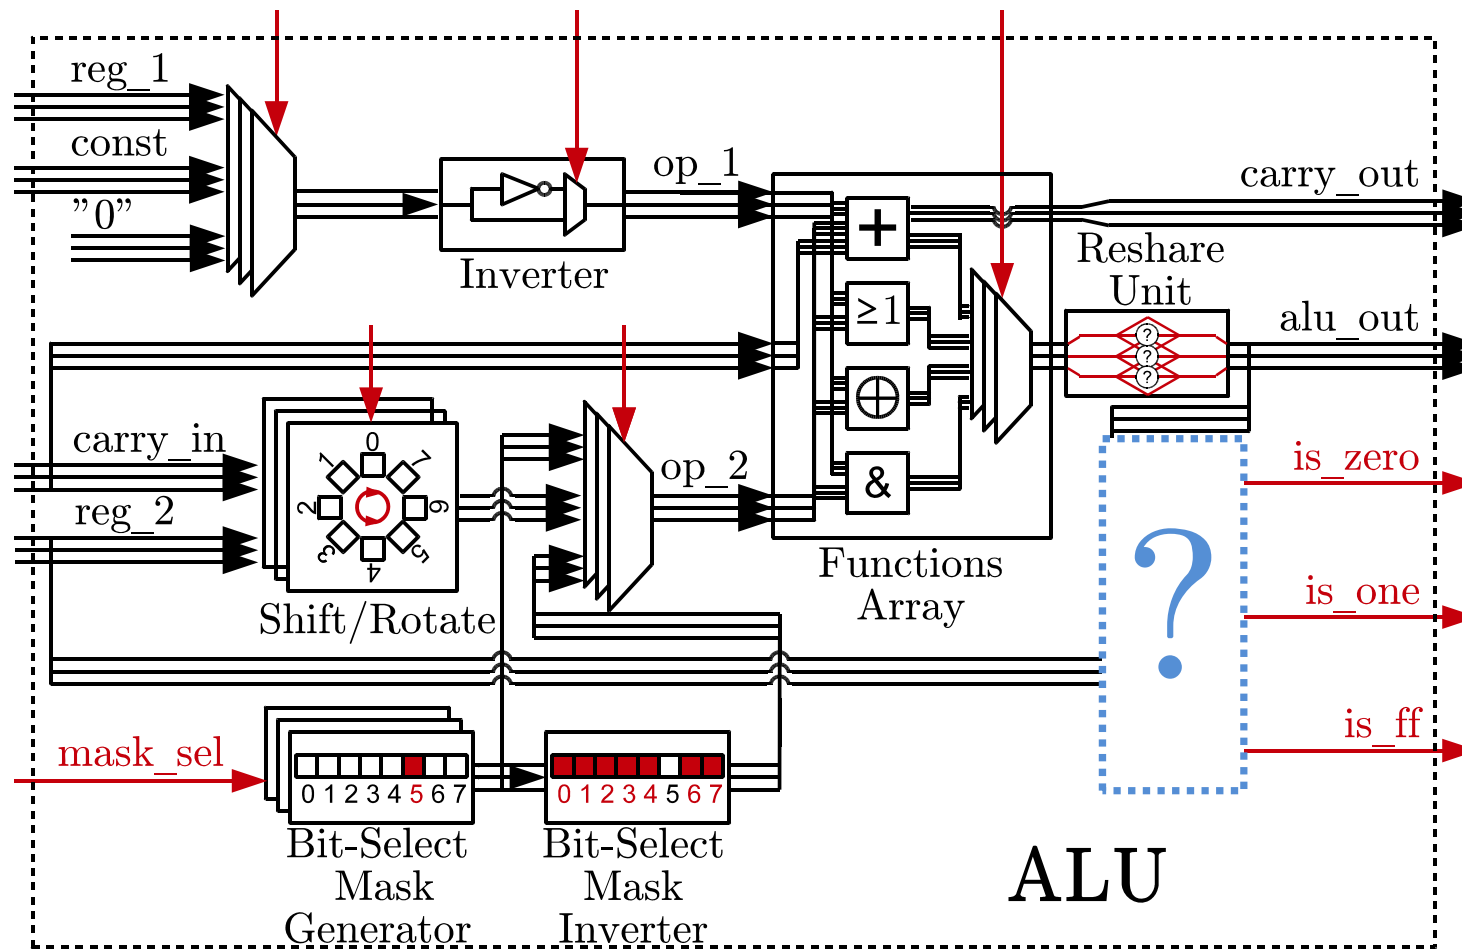 reg_1
const
"0"
Inverter
op_1
+
≥1
⊕
&
Functions
Array
carry_out
Reshare
Unit
? ? ?
alu_out
carry_in
reg_2
0 1 2 3 4 5 6 7
Shift/Rotate
op_2
is_zero
is_one
is_ff
?
mask_sel
0 1 2 3 4 5 6 7
Bit-Select
Mask
Generator
0 1 2 3 4 5 6 7
Bit-Select
Mask
Inverter
ALU